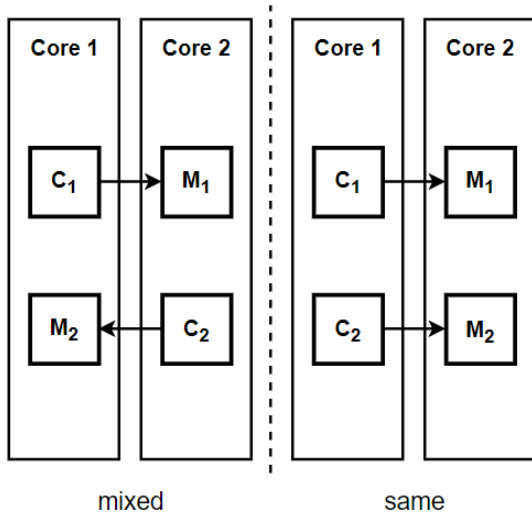 Core 1 Core 2 Core 1 Core 2
C₁ M₁ C₁ M₁
M₂ C₂ C₂ M₂
mixed same